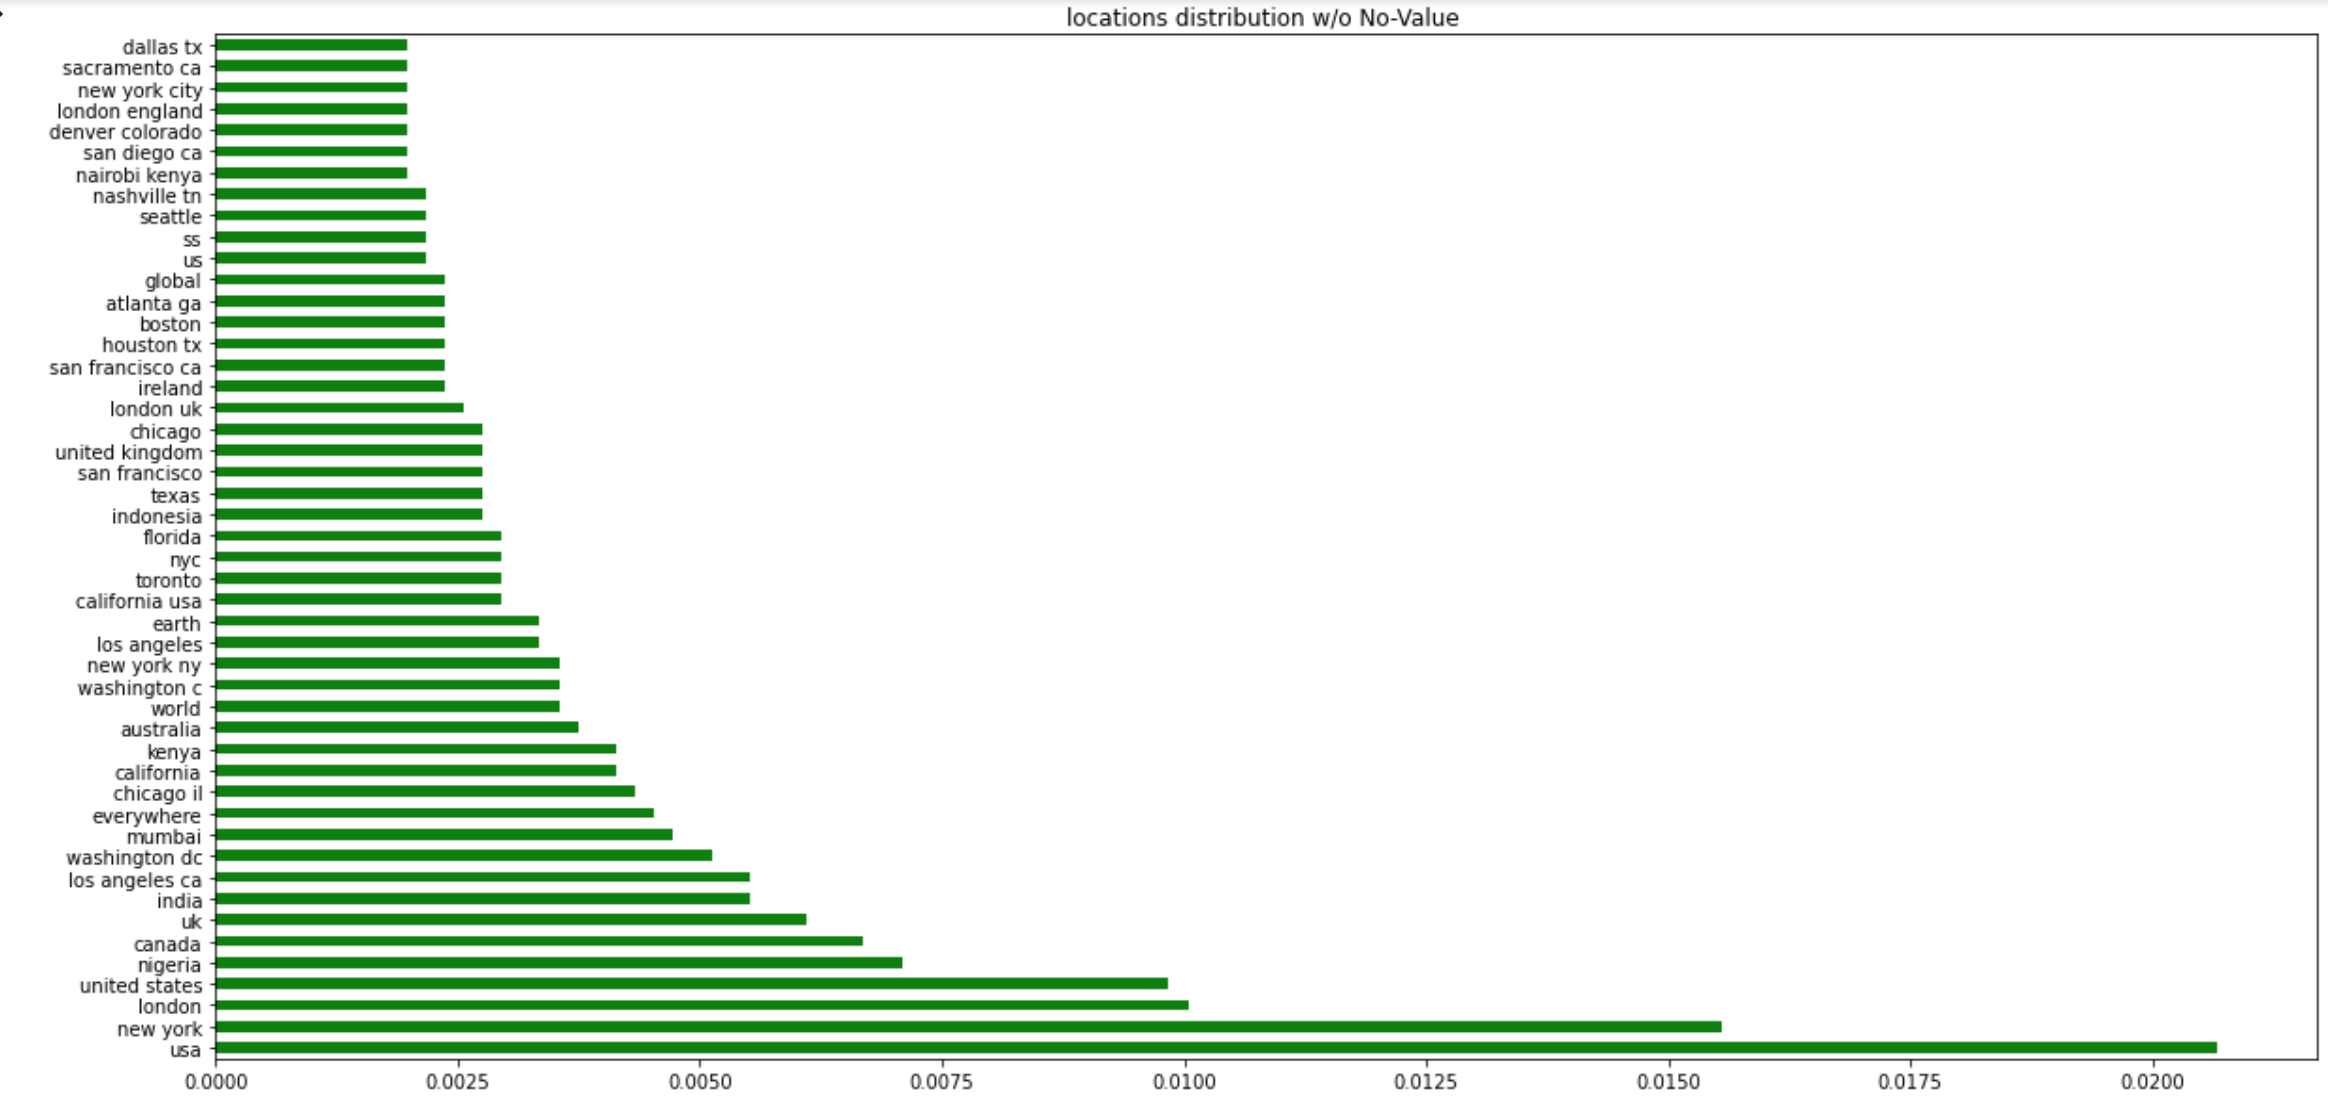 locations distribution w/o No-Value
dallas tx
sacramento ca
new york city
london england
denver colorado
san diego ca
nairobi kenya
nashville tn
seattle
ss
us
global
atlanta ga
boston
houston tx
san francisco ca
ireland
london uk
chicago
united kingdom
san francisco
texas
indonesia
florida
nyc
toronto
california usa
earth
los angeles
new york ny
washington c
world
australia
kenya
california
chicago il
everywhere
mumbai
washington dc
los angeles ca
india
uk
canada
nigeria
united states
london
new york
usa
0.0000 0.0025 0.0050 0.0075 0.0100 0.0125 0.0150 0.0175 0.0200